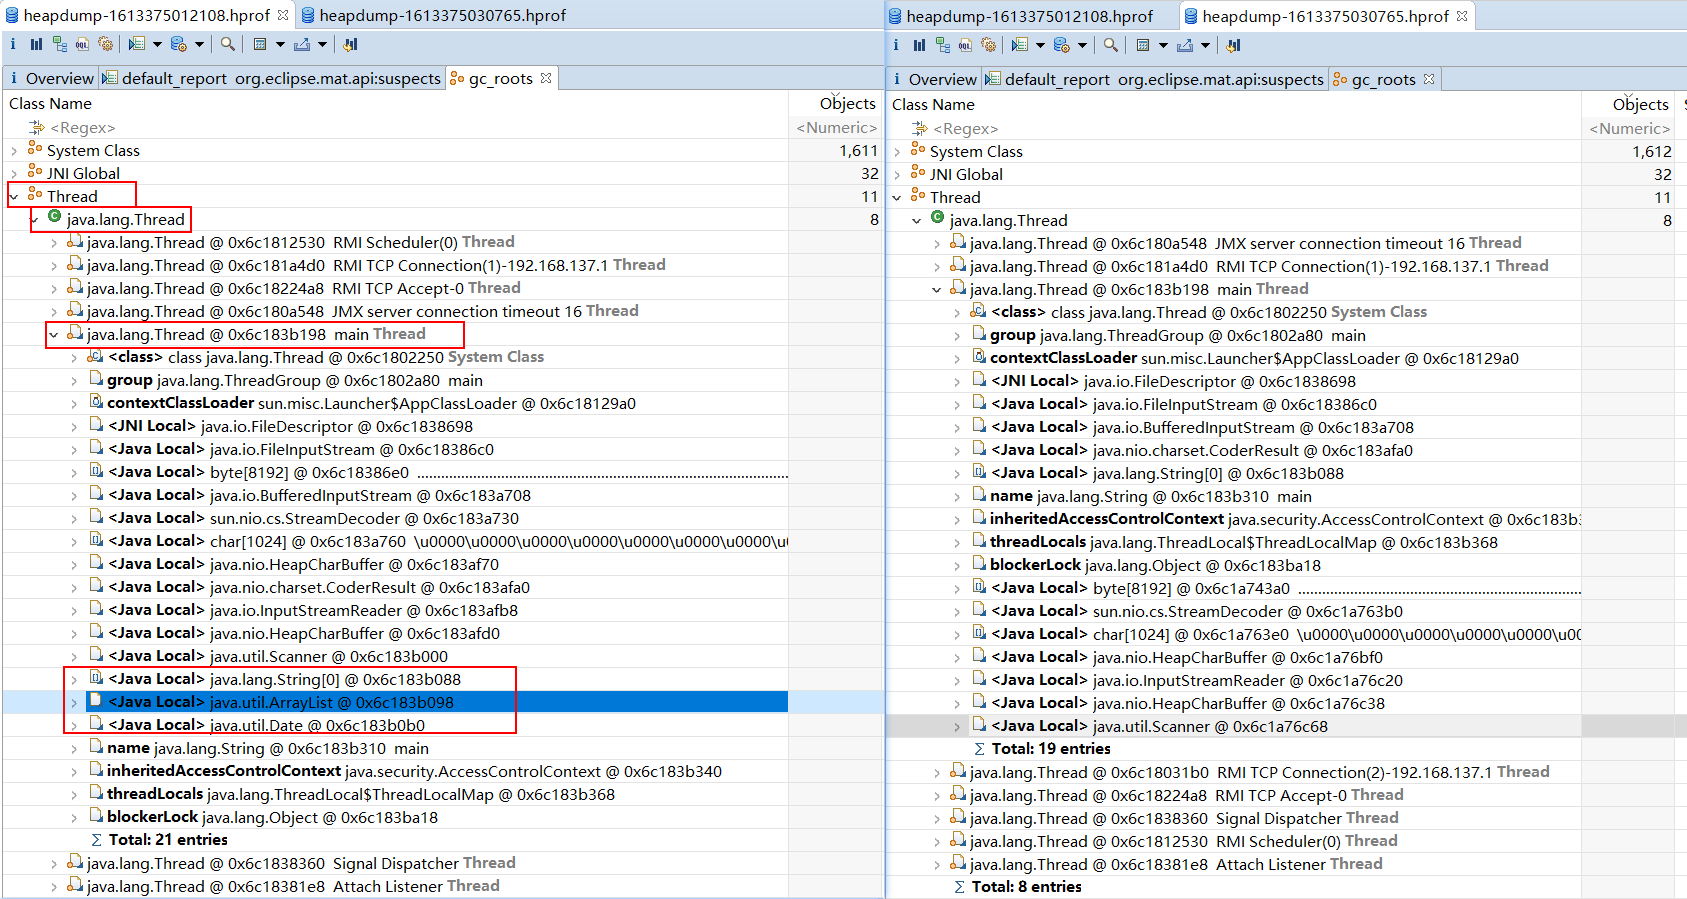 heapdump-1613375012108.hprof
heapdump-1613375030765.hprof
Overview
default_report org.eclipse.mat.api:suspects
gc_roots
Class Name
Objects
<Regex>
<Numeric>
System Class
1,611
JNI Global
32
Thread
11
java.lang.Thread
8
java.lang.Thread @ 0x6c1812530 RMI Scheduler(0) Thread
java.lang.Thread @ 0x6c181a4d0 RMI TCP Connection(1)-192.168.137.1 Thread
java.lang.Thread @ 0x6c18224a8 RMI TCP Accept-0 Thread
java.lang.Thread @ 0x6c180a548 JMX server connection timeout 16 Thread
java.lang.Thread @ 0x6c183b198 main Thread
<class> class java.lang.Thread @ 0x6c1802250 System Class
group java.lang.ThreadGroup @ 0x6c1802a80 main
contextClassLoader sun.misc.Launcher$AppClassLoader @ 0x6c18129a0
<JNI Local> java.io.FileDescriptor @ 0x6c1838698
<Java Local> java.io.FileInputStream @ 0x6c18386c0
<Java Local> byte[8192] @ 0x6c18386e0
<Java Local> java.io.BufferedInputStream @ 0x6c183a708
<Java Local> sun.nio.cs.StreamDecoder @ 0x6c183a730
<Java Local> char[1024] @ 0x6c183a760 \u0000\u0000\u0000\u0000\u0000\u0000\u0000\u0
<Java Local> java.nio.HeapCharBuffer @ 0x6c183af70
<Java Local> java.nio.charset.CoderResult @ 0x6c183afa0
<Java Local> java.io.InputStreamReader @ 0x6c183afb8
<Java Local> java.nio.HeapCharBuffer @ 0x6c183afd0
<Java Local> java.util.Scanner @ 0x6c183b000
<Java Local> java.lang.String[0] @ 0x6c183b088
<Java Local> java.util.ArrayList @ 0x6c183b098
<Java Local> java.util.Date @ 0x6c183b0b0
name java.lang.String @ 0x6c183b310 main
inheritedAccessControlContext java.security.AccessControlContext @ 0x6c183b340
threadLocals java.lang.ThreadLocal$ThreadLocalMap @ 0x6c183b368
blockerLock java.lang.Object @ 0x6c183ba18
Total: 21 entries
java.lang.Thread @ 0x6c1838360 Signal Dispatcher Thread
java.lang.Thread @ 0x6c18381e8 Attach Listener Thread
heapdump-1613375012108.hprof
heapdump-1613375030765.hprof
Overview
default_report org.eclipse.mat.api:suspects
gc_roots
Class Name
Objects
<Regex>
<Numeric>
System Class
1,612
JNI Global
32
Thread
11
java.lang.Thread
8
java.lang.Thread @ 0x6c180a548 JMX server connection timeout 16 Thread
java.lang.Thread @ 0x6c181a4d0 RMI TCP Connection(1)-192.168.137.1 Thread
java.lang.Thread @ 0x6c183b198 main Thread
<class> class java.lang.Thread @ 0x6c1802250 System Class
group java.lang.ThreadGroup @ 0x6c1802a80 main
contextClassLoader sun.misc.Launcher$AppClassLoader @ 0x6c18129a0
<JNI Local> java.io.FileDescriptor @ 0x6c1838698
<Java Local> java.io.FileInputStream @ 0x6c18386c0
<Java Local> java.io.BufferedInputStream @ 0x6c183a708
<Java Local> java.nio.charset.CoderResult @ 0x6c183afa0
<Java Local> java.lang.String[0] @ 0x6c183b088
name java.lang.String @ 0x6c183b310 main
inheritedAccessControlContext java.security.AccessControlContext @ 0x6c183b3
threadLocals java.lang.ThreadLocal$ThreadLocalMap @ 0x6c183b368
blockerLock java.lang.Object @ 0x6c183ba18
<Java Local> byte[8192] @ 0x6c1a743a0
<Java Local> sun.nio.cs.StreamDecoder @ 0x6c1a763b0
<Java Local> char[1024] @ 0x6c1a763e0 \u0000\u0000\u0000\u0000\u0000\u00
<Java Local> java.nio.HeapCharBuffer @ 0x6c1a76bf0
<Java Local> java.io.InputStreamReader @ 0x6c1a76c20
<Java Local> java.nio.HeapCharBuffer @ 0x6c1a76c38
<Java Local> java.util.Scanner @ 0x6c1a76c68
Total: 19 entries
java.lang.Thread @ 0x6c18031b0 RMI TCP Connection(2)-192.168.137.1 Thread
java.lang.Thread @ 0x6c18224a8 RMI TCP Accept-0 Thread
java.lang.Thread @ 0x6c1838360 Signal Dispatcher Thread
java.lang.Thread @ 0x6c1812530 RMI Scheduler(0) Thread
java.lang.Thread @ 0x6c18381e8 Attach Listener Thread
Total: 8 entries